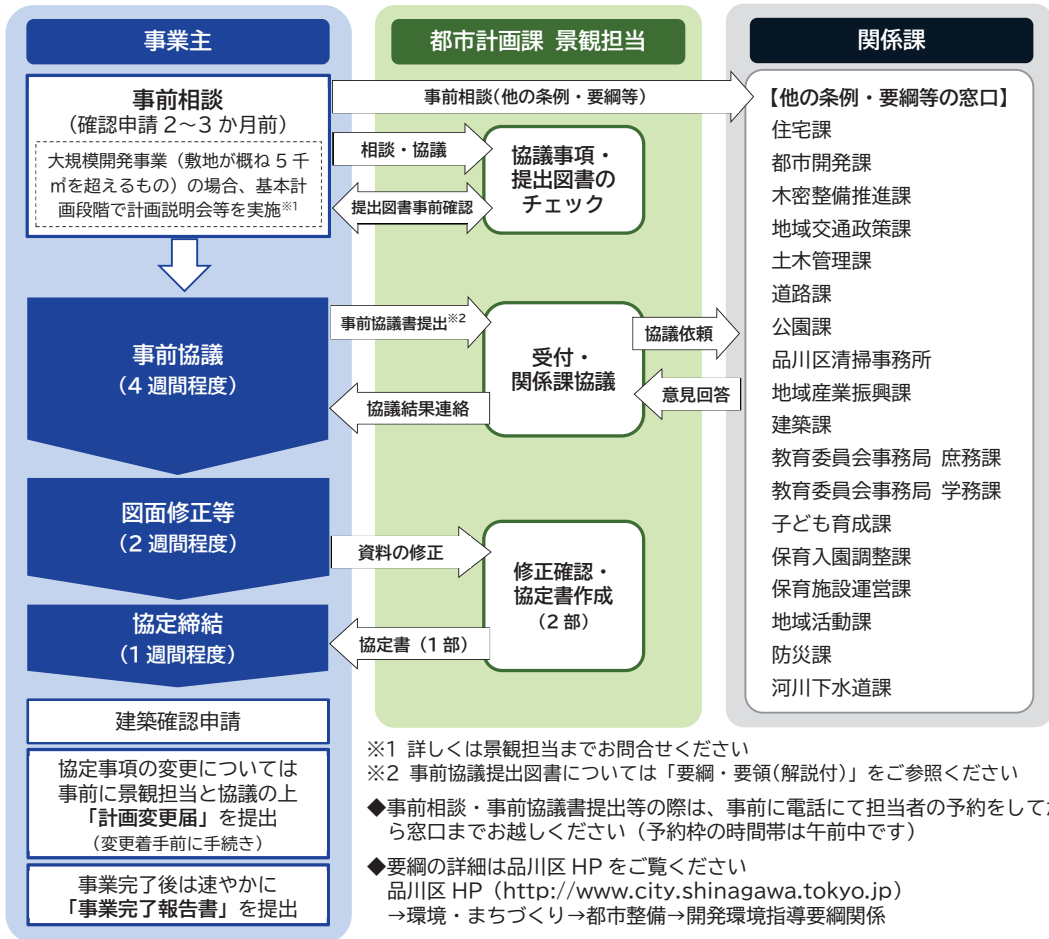 事業主
事前相談
（確認申請 2～3 か月前）
大規模開発事業（敷地が概ね 5 千
㎡を超えるもの）の場合、基本計
画段階で計画説明会等を実施※1
事前協議
（4 週間程度）
図面修正等
（2 週間程度）
協定締結
（1 週間程度）
建築確認申請
協定事項の変更については
事前に景観担当と協議の上
「計画変更届」を提出
（変更着手前に手続き）
事業完了後は速やかに
「事業完了報告書」を提出
都市計画課 景観担当
事前相談(他の条例・要綱等)
相談・協議
提出図書事前確認
協議事項・
提出図書の
チェック
事前協議書提出※2
協議結果連絡
受付・
関係課協議
協議依頼
意見回答
資料の修正
協定書（1 部）
修正確認・
協定書作成
（2 部）
関係課
【他の条例・要綱等の窓口】
住宅課
都市開発課
木密整備推進課
地域交通政策課
土木管理課
道路課
公園課
品川区清掃事務所
地域産業振興課
建築課
教育委員会事務局 庶務課
教育委員会事務局 学務課
子ども育成課
保育入園調整課
保育施設運営課
地域活動課
防災課
河川下水道課
※1 詳しくは景観担当までお問合せください
※2 事前協議提出図書については「要綱・要領(解説付)」をご参照ください
◆事前相談・事前協議書提出等の際は、事前に電話にて担当者の予約をして
ら窓口までお越しください（予約枠の時間帯は午前中です）
◆要綱の詳細は品川区 HP をご覧ください
品川区 HP（http://www.city.shinagawa.tokyo.jp）
→環境・まちづくり→都市整備→開発環境指導要綱関係